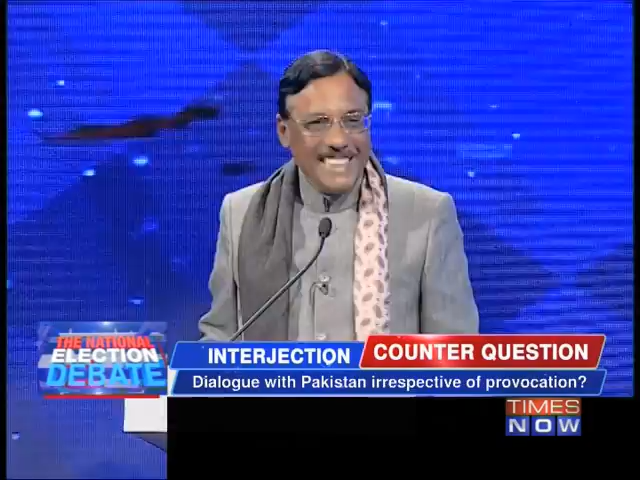 THE NATIONAL
ELECTION
DEBATE
INTERJECTION
COUNTER QUESTION
Dialogue with Pakistan irrespective of provocation?
TIMES
NOW